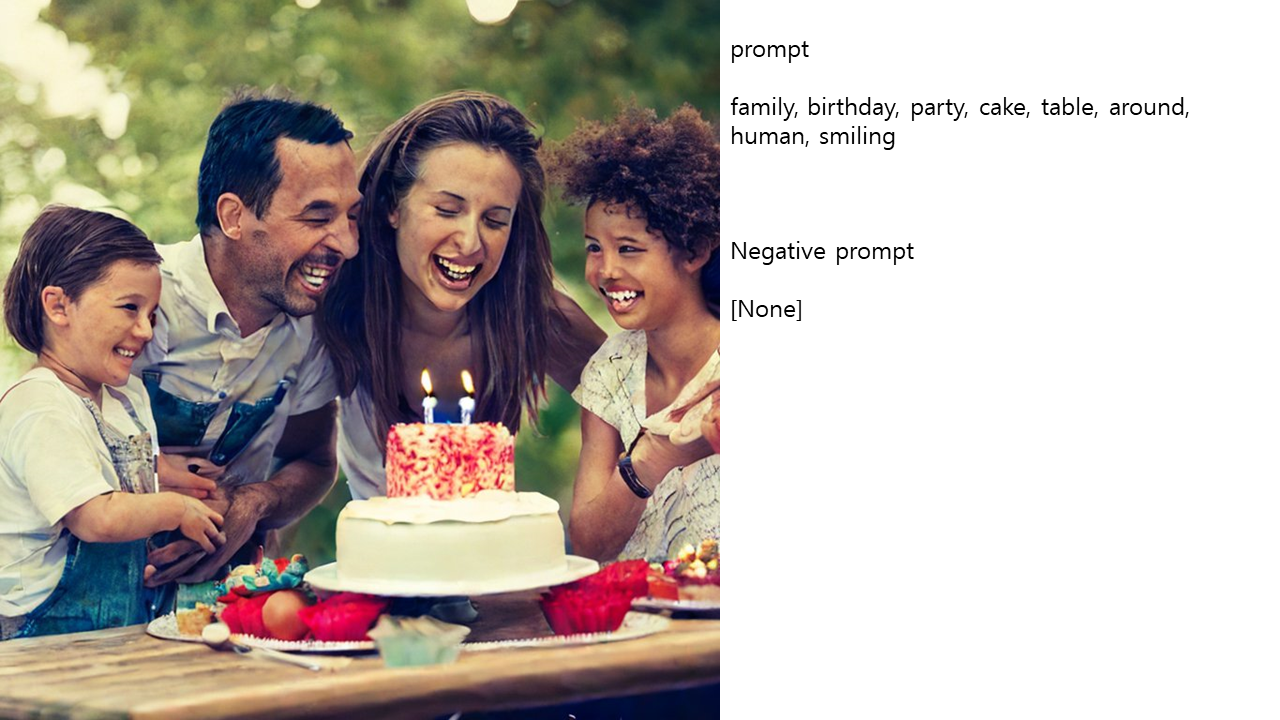 prompt
family, birthday, party, cake, table, around,
human, smiling
Negative prompt
[None]